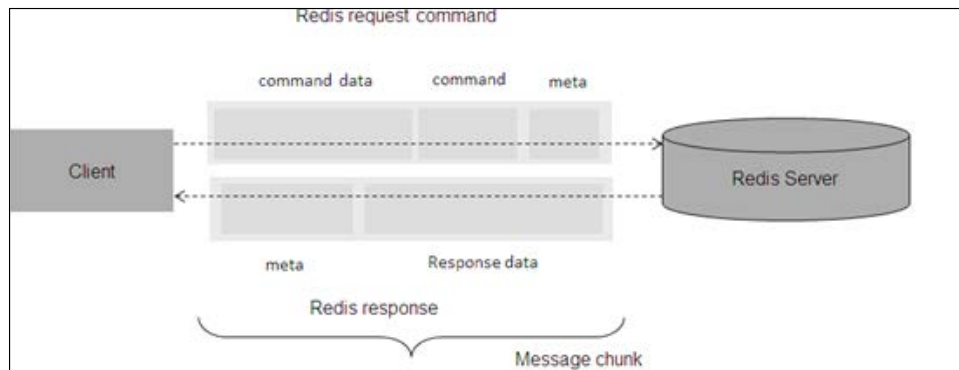 Redis request command
command data command meta
Client
Redis Server
meta Response data
Redis response
Message chunk